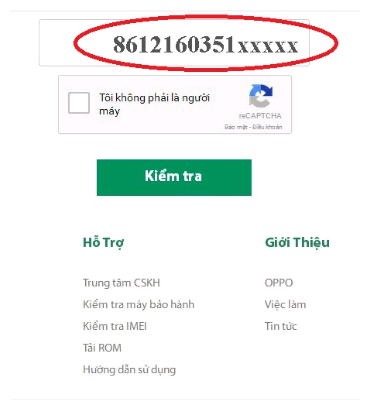 8612160351xxxxx
Tôi không phải là người
máy
reCAPTCHA
Bảo mật - Điều khoản
Kiểm tra
Hỗ Trợ
Giới Thiệu
Trung tâm CSKH
OPPO
Kiểm tra máy bảo hành
Việc làm
Kiểm tra IMEI
Tin tức
Tải ROM
Hướng dẫn sử dụng